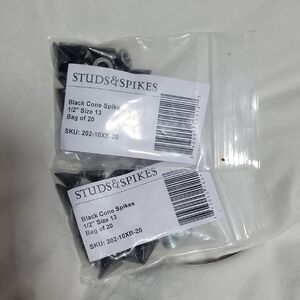 STUDS&SPIKES
Black Cone Spikes
1/2" Size 13
Bag of 20
SKU: 202-10XB-20
STUDS&SPIKES
Black Cone Spikes
1/2" Size 13
Bag of 20
SKU: 202-10XB-20